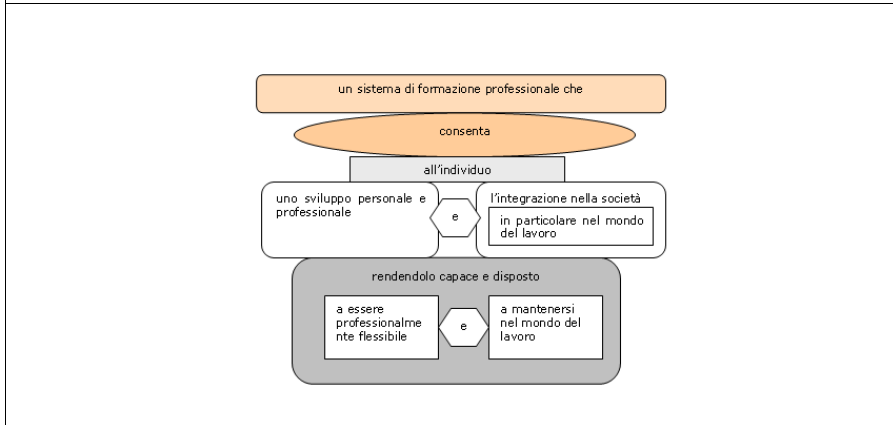 un sistema di formazione professionale che
consenta
all'individuo
uno sviluppo personale e
professionale
e
l'integrazione nella società
in particolare nel mondo
del lavoro
rendendolo capace e disposto
a essere
professionalme
nte flessibile
e
a mantenersi
nel mondo del
lavoro